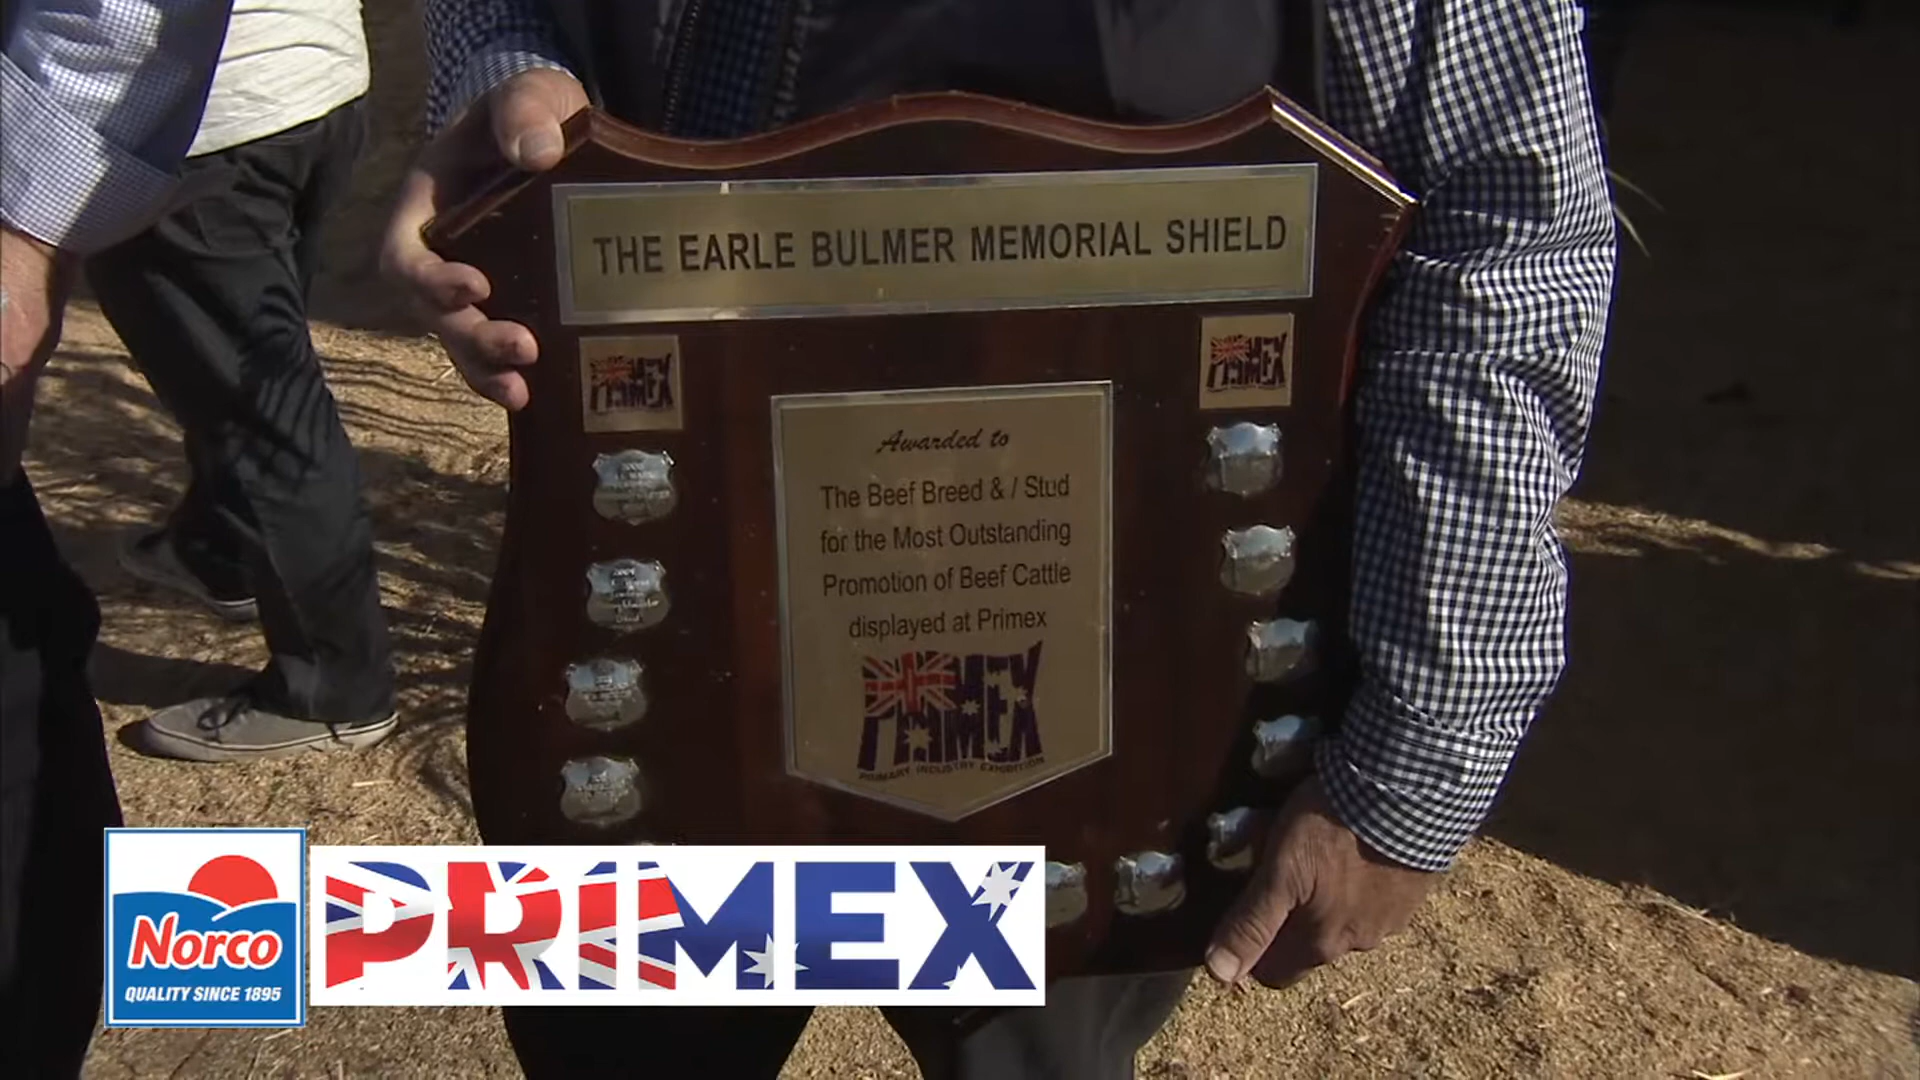 THE EARLE BULMER MEMORIAL SHIELD
PRIMEX
PRIMEX
Awarded to
The Beef Breed & / Stud
for the Most Outstanding
Promotion of Beef Cattle
displayed at Primex
PRIMEX
PRIMARY INDUSTRY EXHIBITION
Norco
QUALITY SINCE 1895
PRIMEX